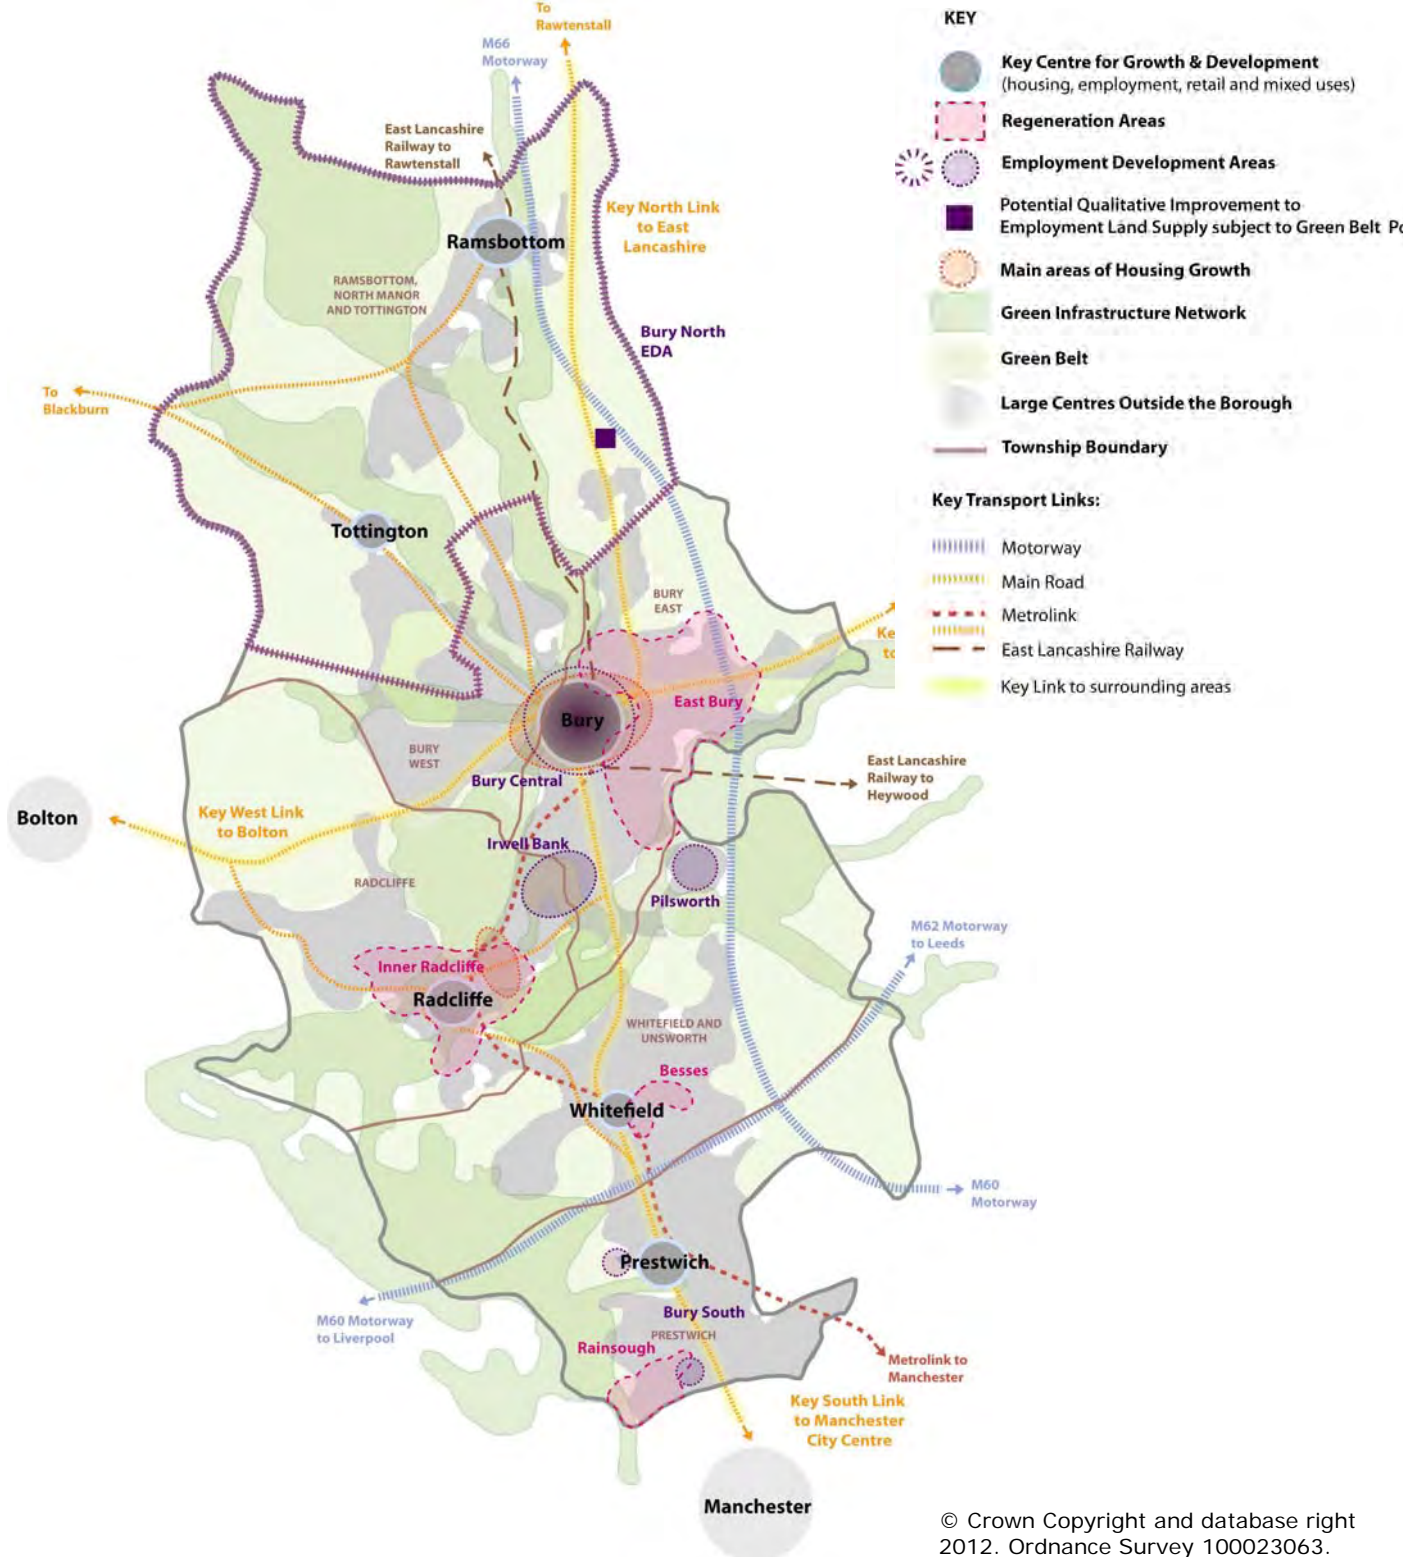 To
Rawtenstall
M66
Motorway
East Lancashire
Railway to
Rawtenstall
Key North Link
to East
Lancashire
Ramsbottom
RAMSBOTTOM,
NORTH MANOR
AND TOTTINGTON
Bury North
EDA
To
Blackburn
Tottington
BURY
EAST
Ke
to
East Bury
Bury
BURY
WEST
Bury Central
East Lancashire
Railway to
Heywood
Bolton
Key West Link
to Bolton
Irwell Bank
RADCLIFFE
Pilsworth
M62 Motorway
to Leeds
Inner Radcliffe
Radcliffe
WHITEFIELD AND
UNSWORTH
Besses
Whitefield
M60
Motorway
Prestwich
M60 Motorway
to Liverpool
Bury South
PRESTWICH
Rainsough
Metrolink to
Manchester
Key South Link
to Manchester
City Centre
Manchester
KEY
Key Centre for Growth & Development
(housing, employment, retail and mixed uses)
Regeneration Areas
Employment Development Areas
Potential Qualitative Improvement to
Employment Land Supply subject to Green Belt Po
Main areas of Housing Growth
Green Infrastructure Network
Green Belt
Large Centres Outside the Borough
Township Boundary
Key Transport Links:
Motorway
Main Road
Metrolink
East Lancashire Railway
Key Link to surrounding areas
© Crown Copyright and database right
2012. Ordnance Survey 100023063.